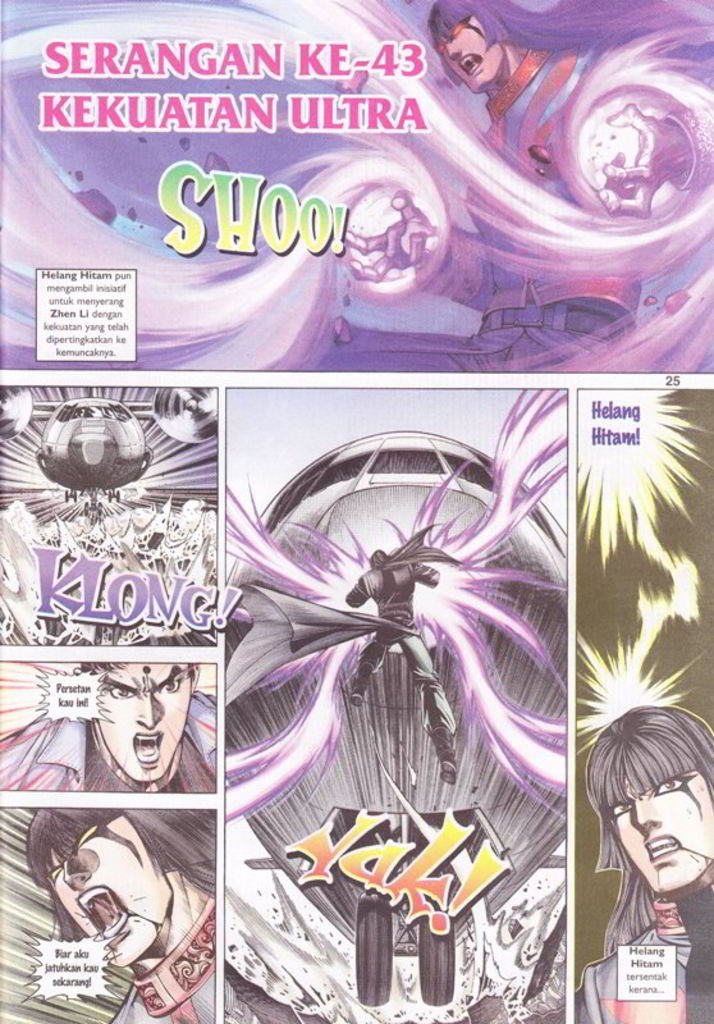 SERANGAN KE-43
KEKUATAN ULTRA
SHOO!
Helang Hitam pun
mengambil inisiatif
untuk menyerang
Zhen Li dengan
kekuatan yang telah
dipertingkatkan ke
kemuncaknya.
25
KLONG!
Persetan
kau ini!
Biar aku
jatuhkan kau
sekarang!
Yak!
Helang
Hitam!
Helang
Hitam
tersentak
kerana...